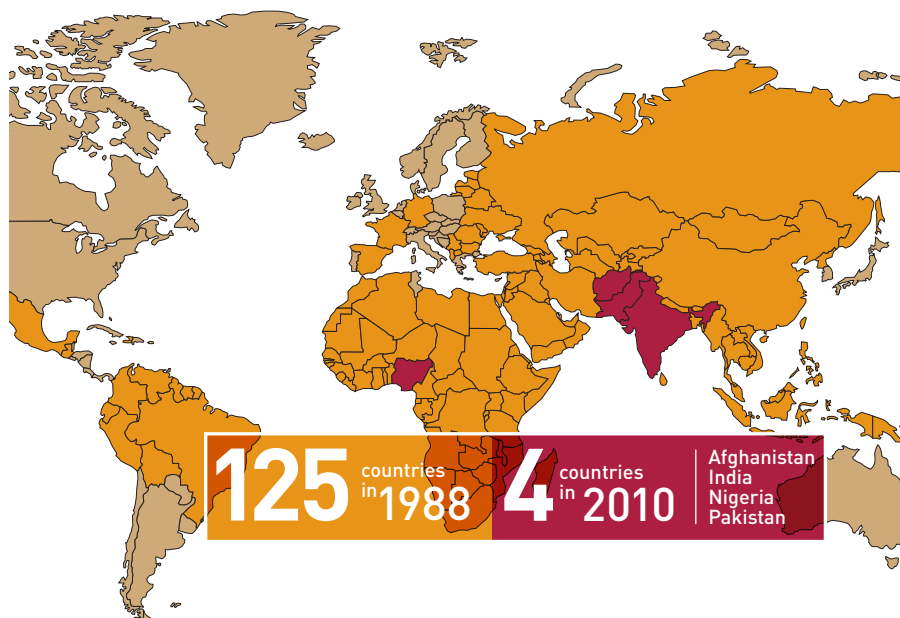 125 countries in 1988
4 countries in 2010
Afghanistan
India
Nigeria
Pakistan